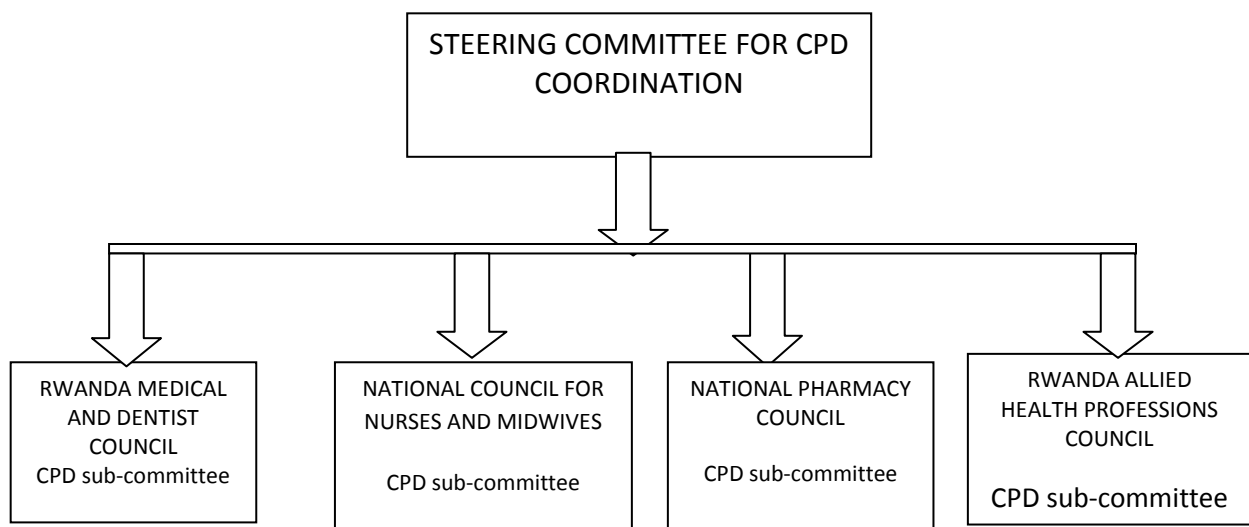 STEERING COMMITTEE FOR CPD
COORDINATION
RWANDA MEDICAL
AND DENTIST
COUNCIL
CPD sub-committee
NATIONAL COUNCIL FOR
NURSES AND MIDWIVES
CPD sub-committee
NATIONAL PHARMACY
COUNCIL
CPD sub-committee
RWANDA ALLIED
HEALTH PROFESSIONS
COUNCIL
CPD sub-committee